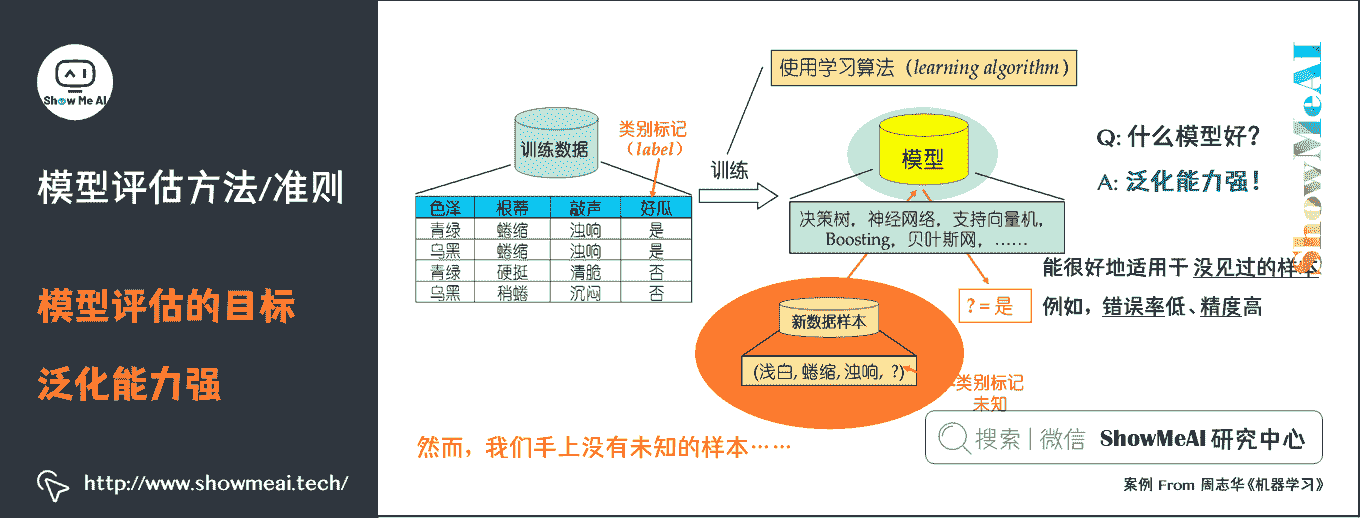 Show Me AI
模型评估方法/准则
模型评估的目标
泛化能力强
http://www.showmeai.tech/
使用学习算法（learning algorithm）
训练数据
类别标记
（label）
训练
模型
色泽 根蒂 敲声 好瓜
青绿 蜷缩 浊响 是
乌黑 蜷缩 浊响 是
青绿 硬挺 清脆 否
乌黑 稍蜷 沉闷 否
决策树，神经网络，支持向量机，
Boosting，贝叶斯网，……
Q: 什么模型好？
A: 泛化能力强！
能很好地适用于 没见过的样本
例如，错误率低、精度高
? = 是
新数据样本
(浅白, 蜷缩, 浊响, ?)
类别标记
未知
然而，我们手上没有未知的样本……
搜索 | 微信 ShowMeAI 研究中心
案例 From 周志华《机器学习》
ShowMeAI